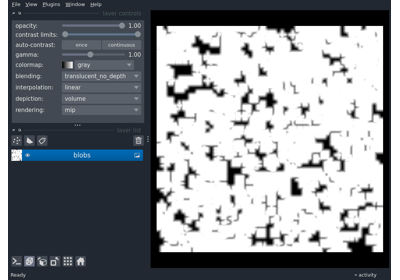 File View Plugins Window Help
layer controls
opacity: 1.00
contrast limits:
auto-contrast: once continuous
gamma: 1.00
colormap: gray
blending: translucent_no_depth
interpolation: linear
depiction: volume
rendering: mip
layer list
blobs
Ready
activity